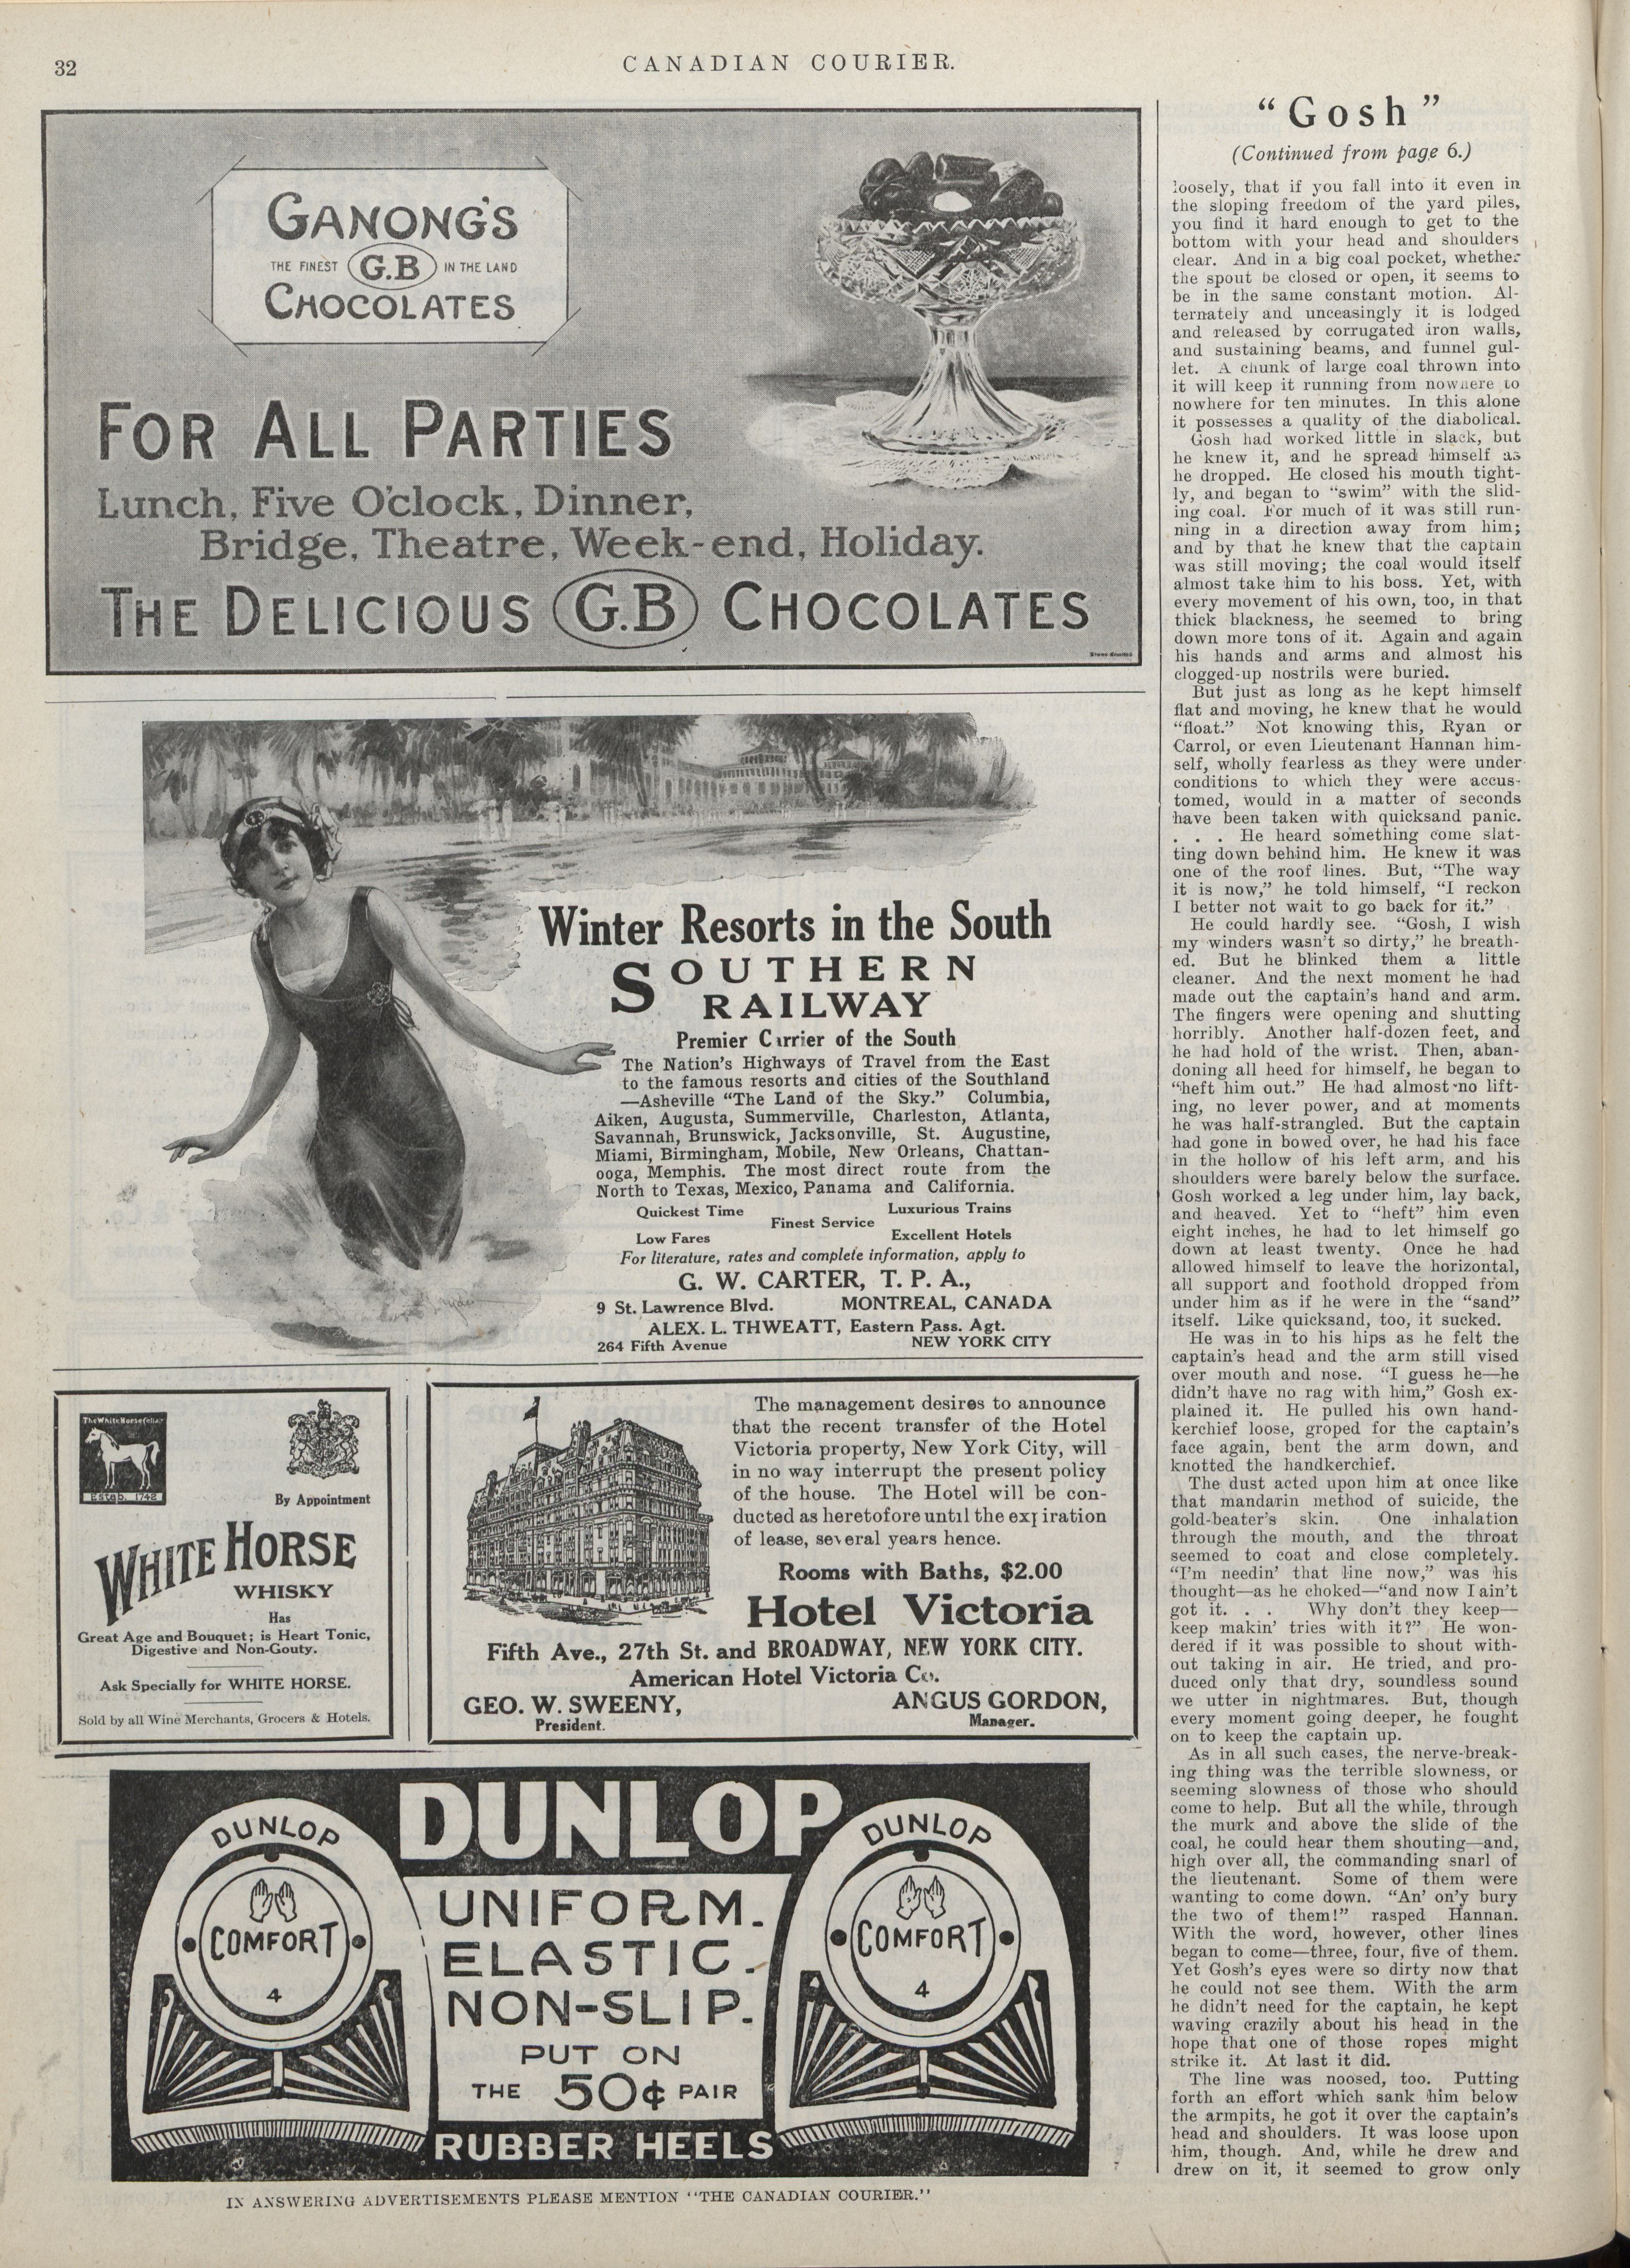 32
CANADIAN COURIER.
GANONG'S
THE FINEST G.B IN THE LAND
CHOCOLATES
FOR ALL PARTIES
Lunch, Five O'clock, Dinner,
Bridge, Theatre, Week-end, Holiday.
THE DELICIOUS G.B CHOCOLATES
Winter Resorts in the South
SOUTHERN
RAILWAY
Premier Carrier of the South
The Nation's Highways of Travel from the East
to the famous resorts and cities of the Southland
—Asheville "The Land of the Sky." Columbia,
Aiken, Augusta, Summerville, Charleston, Atlanta,
Savannah, Brunswick, Jacksonville, St. Augustine,
Miami, Birmingham, Mobile, New Orleans, Chattan-
ooga, Memphis. The most direct route from the
North to Texas, Mexico, Panama and California.
Quickest Time Luxurious Trains
Finest Service
Low Fares Excellent Hotels
For literature, rates and complete information, apply to
G. W. CARTER, T. P. A.,
9 St. Lawrence Blvd. MONTREAL, CANADA
ALEX. L. THWEATT, Eastern Pass. Agt.
264 Fifth Avenue NEW YORK CITY
The White Horse Cellar
Estab. 1742
By Appointment
WHITE HORSE
WHISKY
Has
Great Age and Bouquet; is Heart Tonic,
Digestive and Non-Gouty.
Ask Specially for WHITE HORSE.
Sold by all Wine Merchants, Grocers & Hotels.
The management desires to announce
that the recent transfer of the Hotel
Victoria property, New York City, will
in no way interrupt the present policy
of the house. The Hotel will be con-
ducted as heretofore until the expiration
of lease, several years hence.
Rooms with Baths, $2.00
Hotel Victoria
Fifth Ave., 27th St. and BROADWAY, NEW YORK CITY.
American Hotel Victoria Co.
GEO. W. SWEENY, ANGUS GORDON,
President. Manager.
DUNLOP
DUNLOP
COMFORT
4
UNIFORM.
ELASTIC.
NON-SLIP.
PUT ON
THE 50¢ PAIR
RUBBER HEELS
DUNLOP
COMFORT
4
IN ANSWERING ADVERTISEMENTS PLEASE MENTION "THE CANADIAN COURIER."
"Gosh"
(Continued from page 6.)
loosely, that if you fall into it even in
the sloping freedom of the yard piles,
you find it hard enough to get to the
bottom with your head and shoulders
clear. And in a big coal pocket, whether
the spout be closed or open, it seems to
be in the same constant motion. Al-
ternately and unceasingly it is lodged
and released by corrugated iron walls,
and sustaining beams, and funnel gul-
let. A chunk of large coal thrown into
it will keep it running from nowhere to
nowhere for ten minutes. In this alone
it possesses a quality of the diabolical.
Gosh had worked little in slack, but
he knew it, and he spread himself as
he dropped. He closed his mouth tight-
ly, and began to "swim" with the slid-
ing coal. For much of it was still run-
ning in a direction away from him;
and by that he knew that the captain
was still moving; the coal would itself
almost take him to his boss. Yet, with
every movement of his own, too, in that
thick blackness, he seemed to bring
down more tons of it. Again and again
his hands and arms and almost his
clogged-up nostrils were buried.
But just as long as he kept himself
flat and moving, he knew that he would
"float." Not knowing this, Ryan or
Carrol, or even Lieutenant Hannan him-
self, wholly fearless as they were under
conditions to which they were accus-
tomed, would in a matter of seconds
have been taken with quicksand panic.
. . . He heard something come slat-
ting down behind him. He knew it was
one of the roof lines. But, "The way
it is now," he told himself, "I reckon
I better not wait to go back for it."
He could hardly see. "Gosh, I wish
my winders wasn't so dirty," he breath-
ed. But he blinked them a little
cleaner. And the next moment he had
made out the captain's hand and arm.
The fingers were opening and shutting
horribly. Another half-dozen feet, and
he had hold of the wrist. Then, aban-
doning all heed for himself, he began to
"heft him out." He had almost no lift-
ing, no lever power, and at moments
he was half-strangled. But the captain
had gone in bowed over, he had his face
in the hollow of his left arm, and his
shoulders were barely below the surface.
Gosh worked a leg under him, lay back,
and heaved. Yet to "heft" him even
eight inches, he had to let himself go
down at least twenty. Once he had
allowed himself to leave the horizontal,
all support and foothold dropped from
under him as if he were in the "sand"
itself. Like quicksand, too, it sucked.
He was in to his hips as he felt the
captain's head and the arm still vised
over mouth and nose. "I guess he—he
didn't have no rag with him," Gosh ex-
plained it. He pulled his own hand-
kerchief loose, groped for the captain's
face again, bent the arm down, and
knotted the handkerchief.
The dust acted upon him at once like
that mandarin method of suicide, the
gold-beater's skin. One inhalation
through the mouth, and the throat
seemed to coat and close completely.
"I'm needin' that line now," was his
thought—as he choked—"and now I ain't
got it. . . Why don't they keep—
keep makin' tries with it?" He won-
dered if it was possible to shout with-
out taking in air. He tried, and pro-
duced only that dry, soundless sound
we utter in nightmares. But, though
every moment going deeper, he fought
on to keep the captain up.
As in all such cases, the nerve-break-
ing thing was the terrible slowness, or
seeming slowness of those who should
come to help. But all the while, through
the murk and above the slide of the
coal, he could hear them shouting—and,
high over all, the commanding snarl of
the lieutenant. Some of them were
wanting to come down. "An' on'y bury
the two of them!" rasped Hannan.
With the word, however, other lines
began to come—three, four, five of them.
Yet Gosh's eyes were so dirty now that
he could not see them. With the arm
he didn't need for the captain, he kept
waving crazily about his head in the
hope that one of those ropes might
strike it. At last it did.
The line was noosed, too. Putting
forth an effort which sank him below
the armpits, he got it over the captain's
head and shoulders. It was loose upon
him, though. And, while he drew and
drew on it, it seemed to grow only